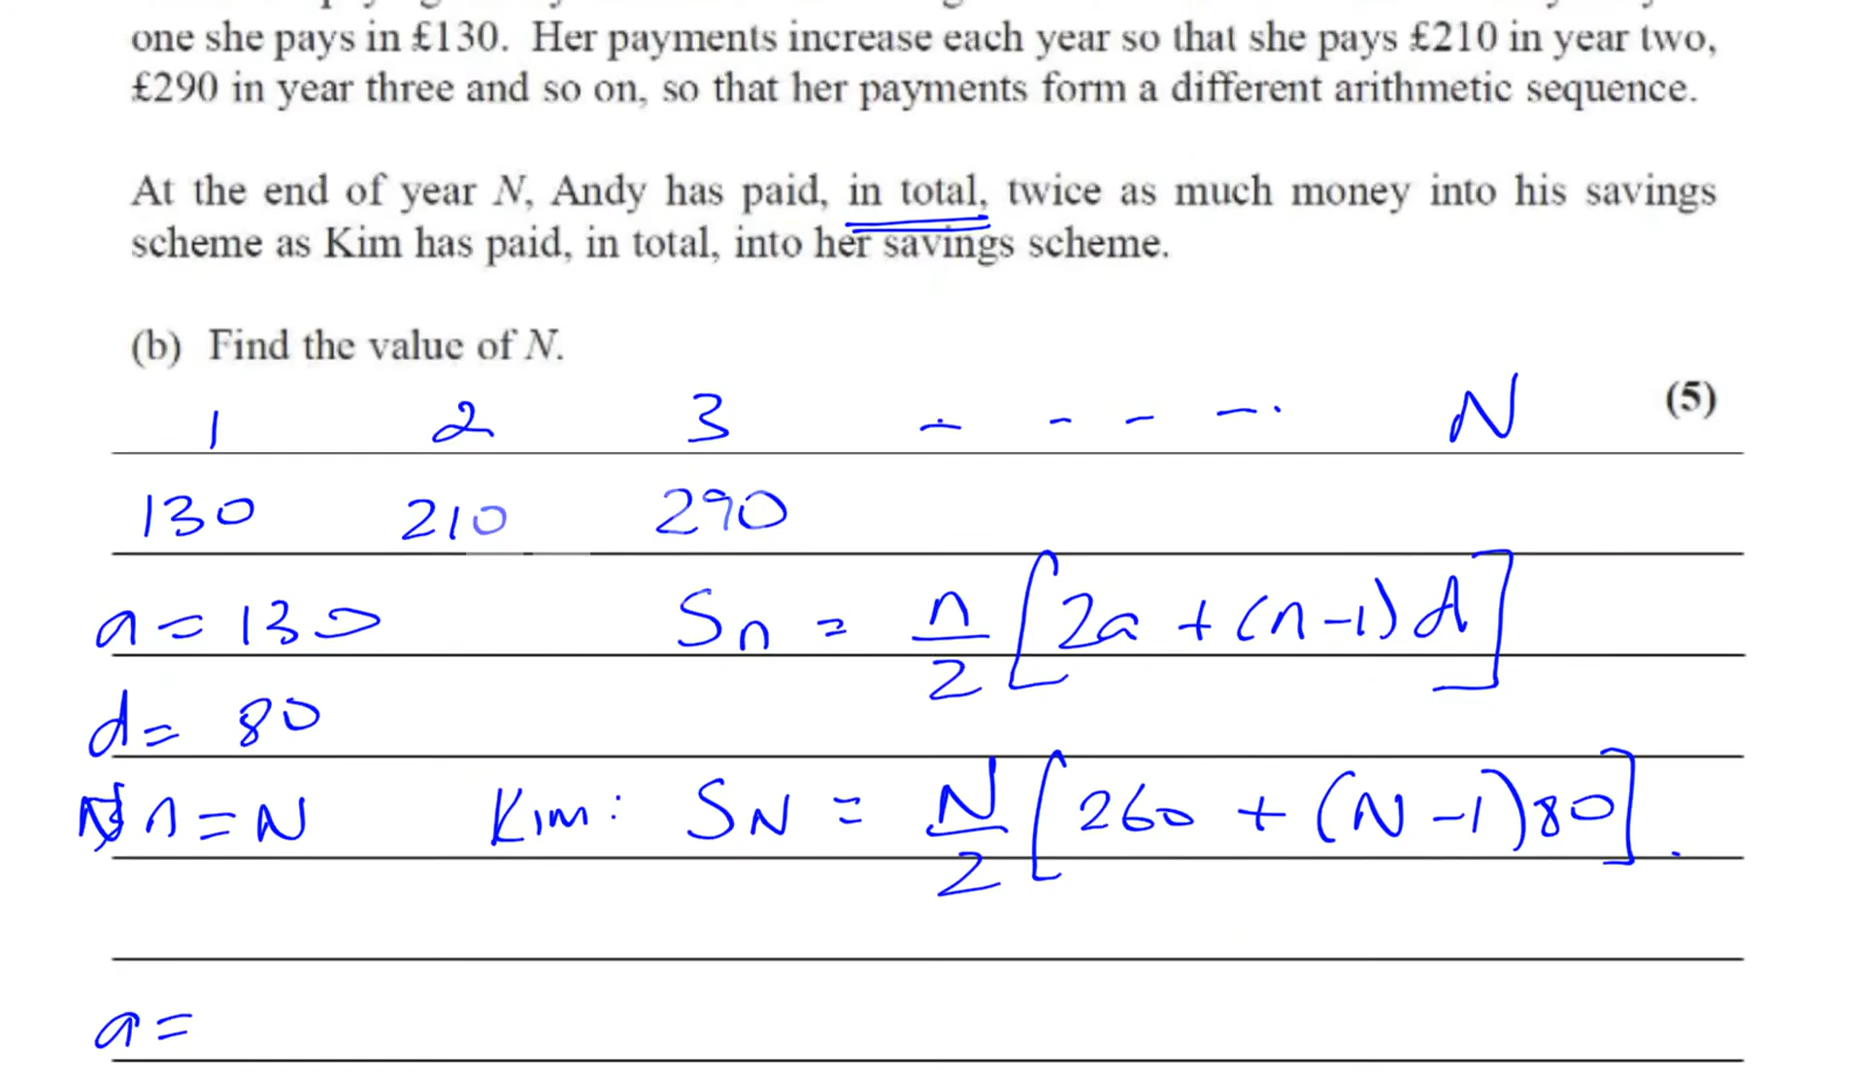 one she pays in £130. Her payments increase each year so that she pays £210 in year two,
£290 in year three and so on, so that her payments form a different arithmetic sequence.
At the end of year N, Andy has paid, in total, twice as much money into his savings
scheme as Kim has paid, in total, into her savings scheme.
(b) Find the value of N.
(5)
1 2 3 - - - - . N
130 210 290
a = 130 Sn = n/2 [2a + (n-1)d]
d = 80
n = N Kim: SN = N/2 [260 + (N-1)80].
a =